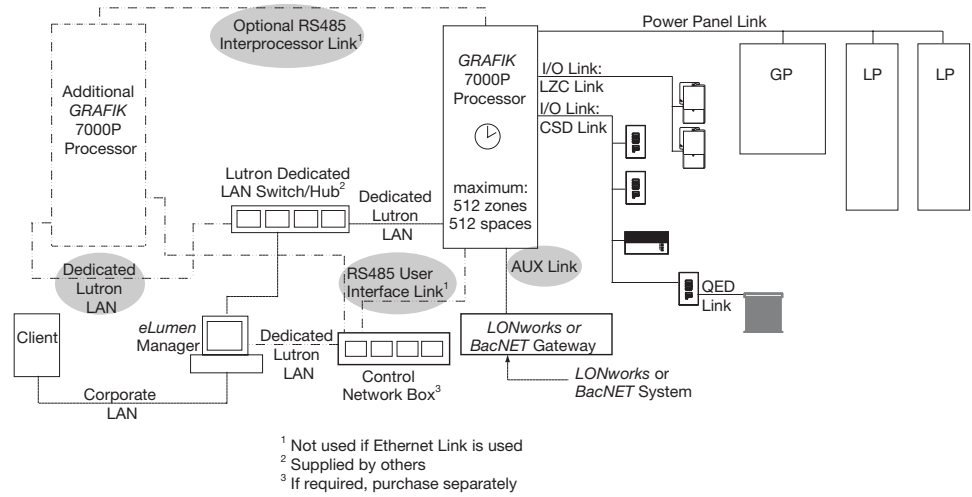 Optional RS485
Interprocessor Link¹
Power Panel Link
Additional
GRAFIK
7000P
Processor
GRAFIK
7000P
Processor
maximum:
512 zones
512 spaces
I/O Link:
LZC Link
I/O Link:
CSD Link
GP
LP
LP
Lutron Dedicated
LAN Switch/Hub²
Dedicated
Lutron
LAN
Dedicated
Lutron
LAN
RS485 User
Interface Link¹
AUX Link
QED
Link
Client
eLumen
Manager
Dedicated
Lutron
LAN
Control
Network Box³
LONworks or
BacNET Gateway
LONworks or
BacNET System
Corporate
LAN
¹ Not used if Ethernet Link is used
² Supplied by others
³ If required, purchase separately